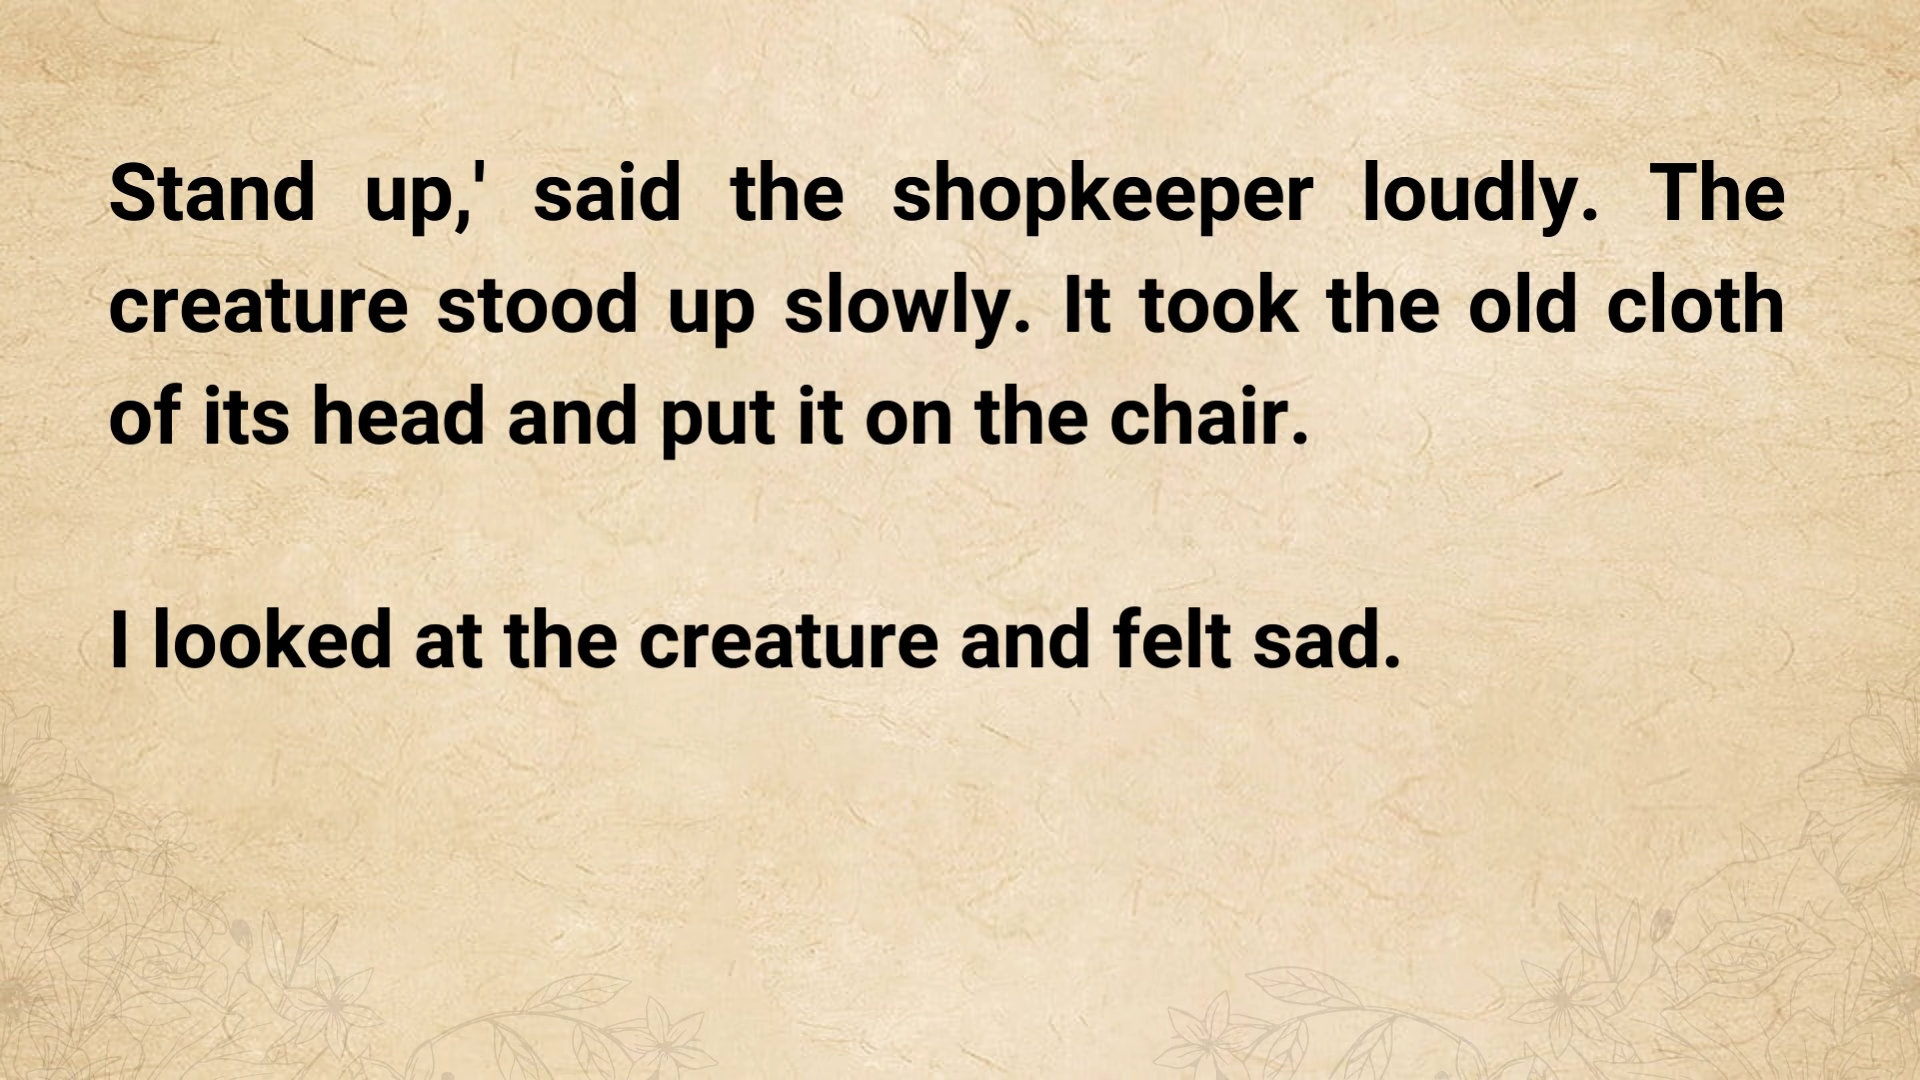 Stand up,' said the shopkeeper loudly. The
creature stood up slowly. It took the old cloth
of its head and put it on the chair.
I looked at the creature and felt sad.